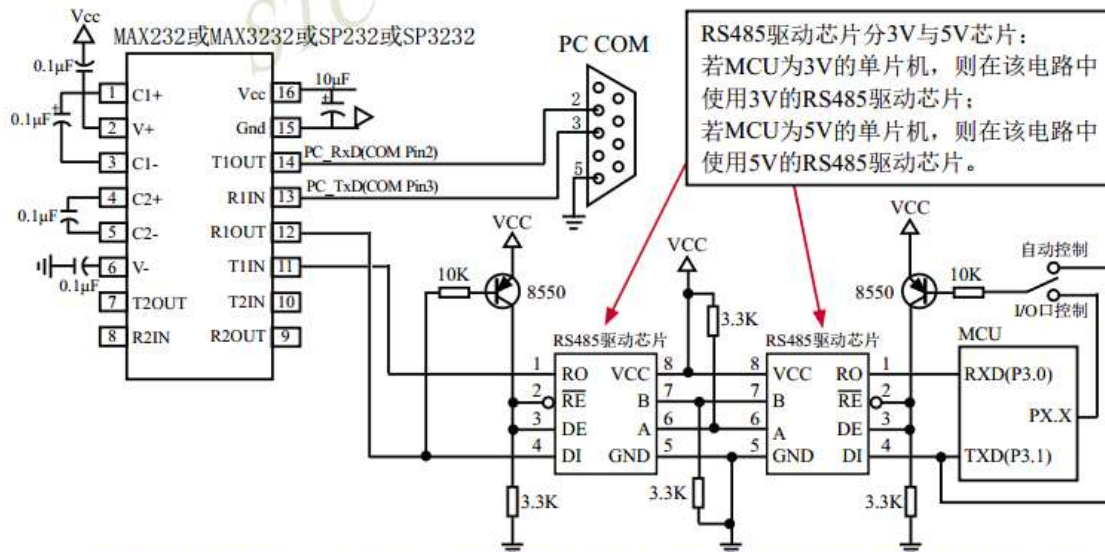 STC
Vcc
MAX232或MAX3232或SP232或SP3232
0.1μF
0.1μF
0.1μF
0.1μF
10μF
1 C1+
2 V+
3 C1-
4 C2+
5 C2-
6 V-
7 T2OUT
8 R2IN
Vcc 16
Gnd 15
T1OUT 14
R1IN 13
R1OUT 12
T1IN 11
T2IN 10
R2OUT 9
PC_RxD(COM Pin2)
PC_TxD(COM Pin3)
PC COM
2
3
5
RS485驱动芯片分3V与5V芯片：
若MCU为3V的单片机，则在该电路中
使用3V的RS485驱动芯片；
若MCU为5V的单片机，则在该电路中
使用5V的RS485驱动芯片。
VCC
10K
8550
VCC
3.3K
VCC
8550
10K
自动控制
I/O口控制
RS485驱动芯片
1 RO
2 RE
3 DE
4 DI
VCC 8
B 7
A 6
GND 5
3.3K
3.3K
RS485驱动芯片
8 VCC
7 B
6 A
5 GND
RO 1
RE 2
DE 3
DI 4
3.3K
MCU
RXD(P3.0)
PX.X
TXD(P3.1)